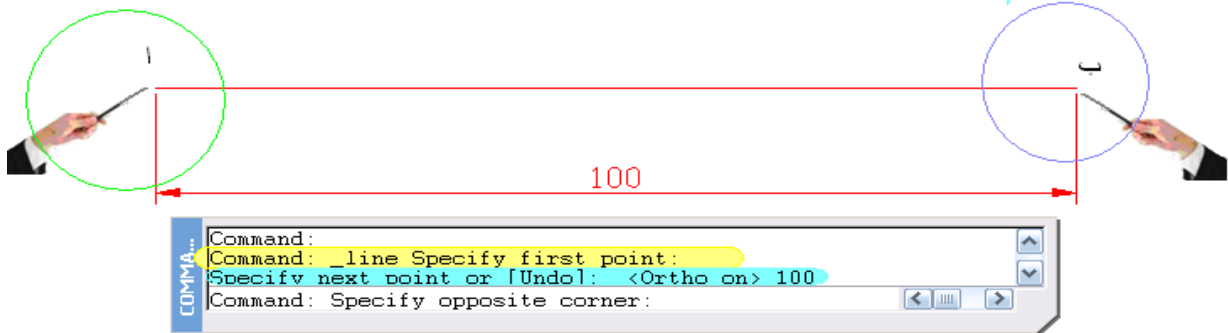 ا
ب
100
COMMA...
Command:
Command: _line Specify first point:
Specify next point or [Undo]: <Ortho on> 100
Command: Specify opposite corner: